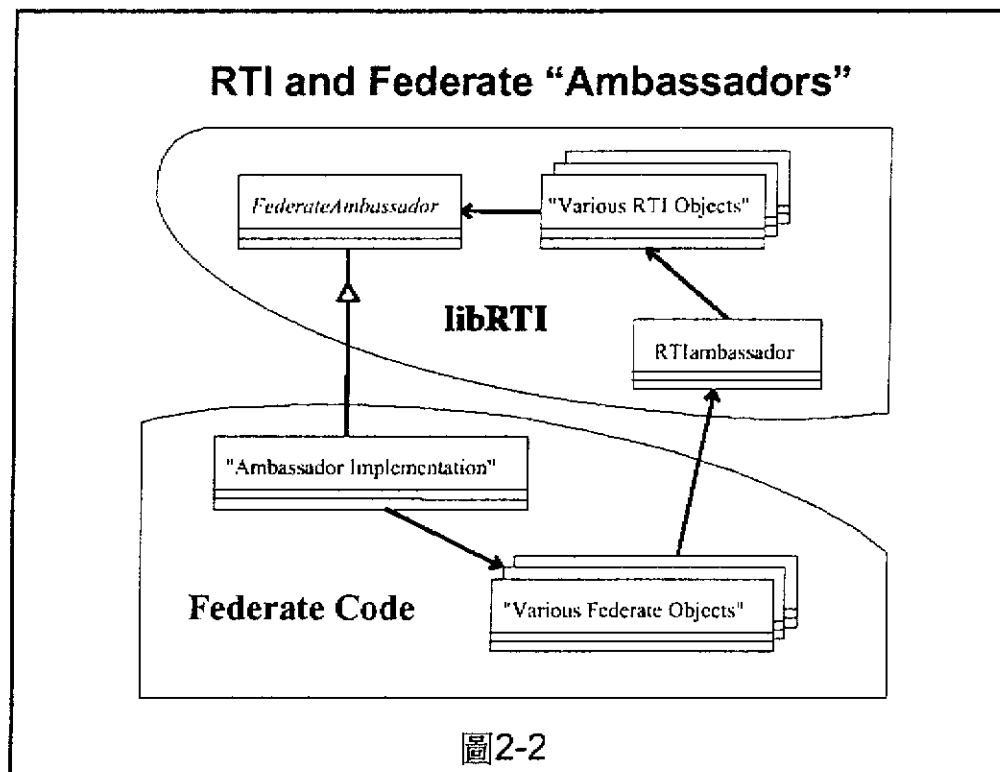 RTI and Federate “Ambassadors”
FederateAmbassador
"Various RTI Objects"
libRTI
RTIambassador
"Ambassador Implementation"
Federate Code
"Various Federate Objects"
圖2-2